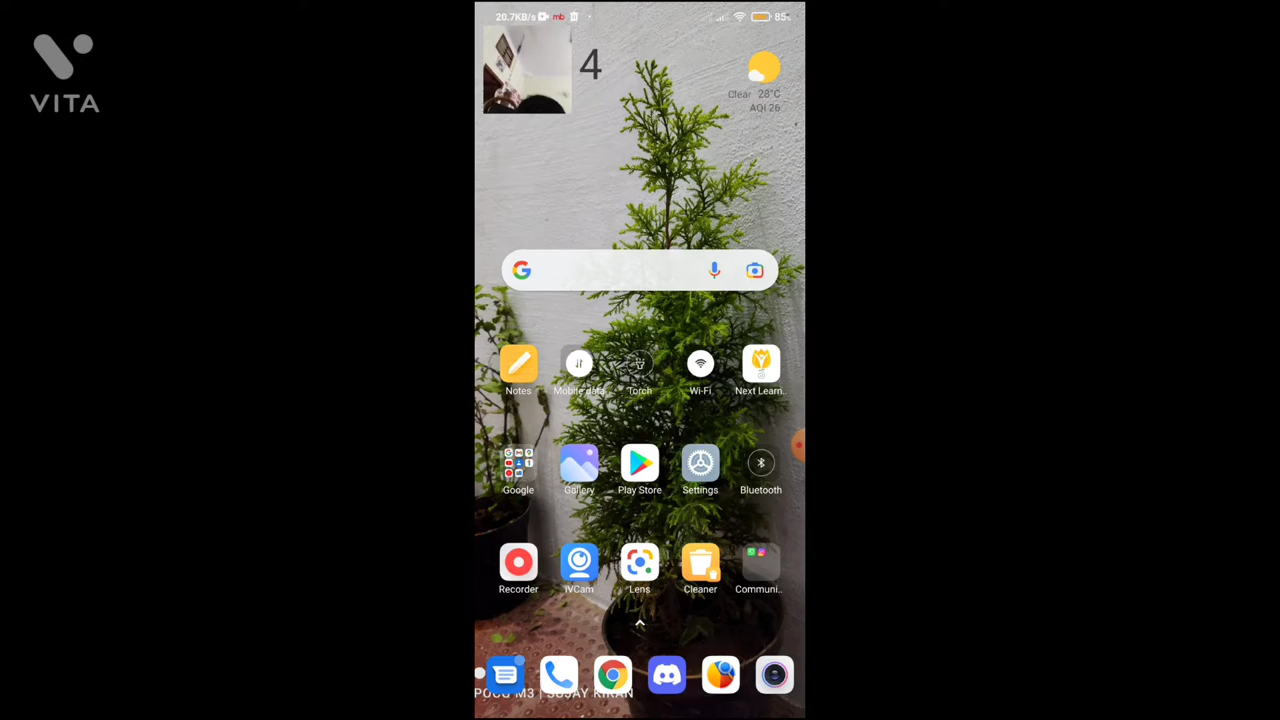 VITA
20.7KB/s mb 85%
4
Clear 28°C
AQI 26
Notes Mobile data.. Torch Wi-Fi Next Learn..
Google Gallery Play Store Settings Bluetooth
Recorder iVCam Lens Cleaner Communi..
POCO M3 | SUJAY KIRAN